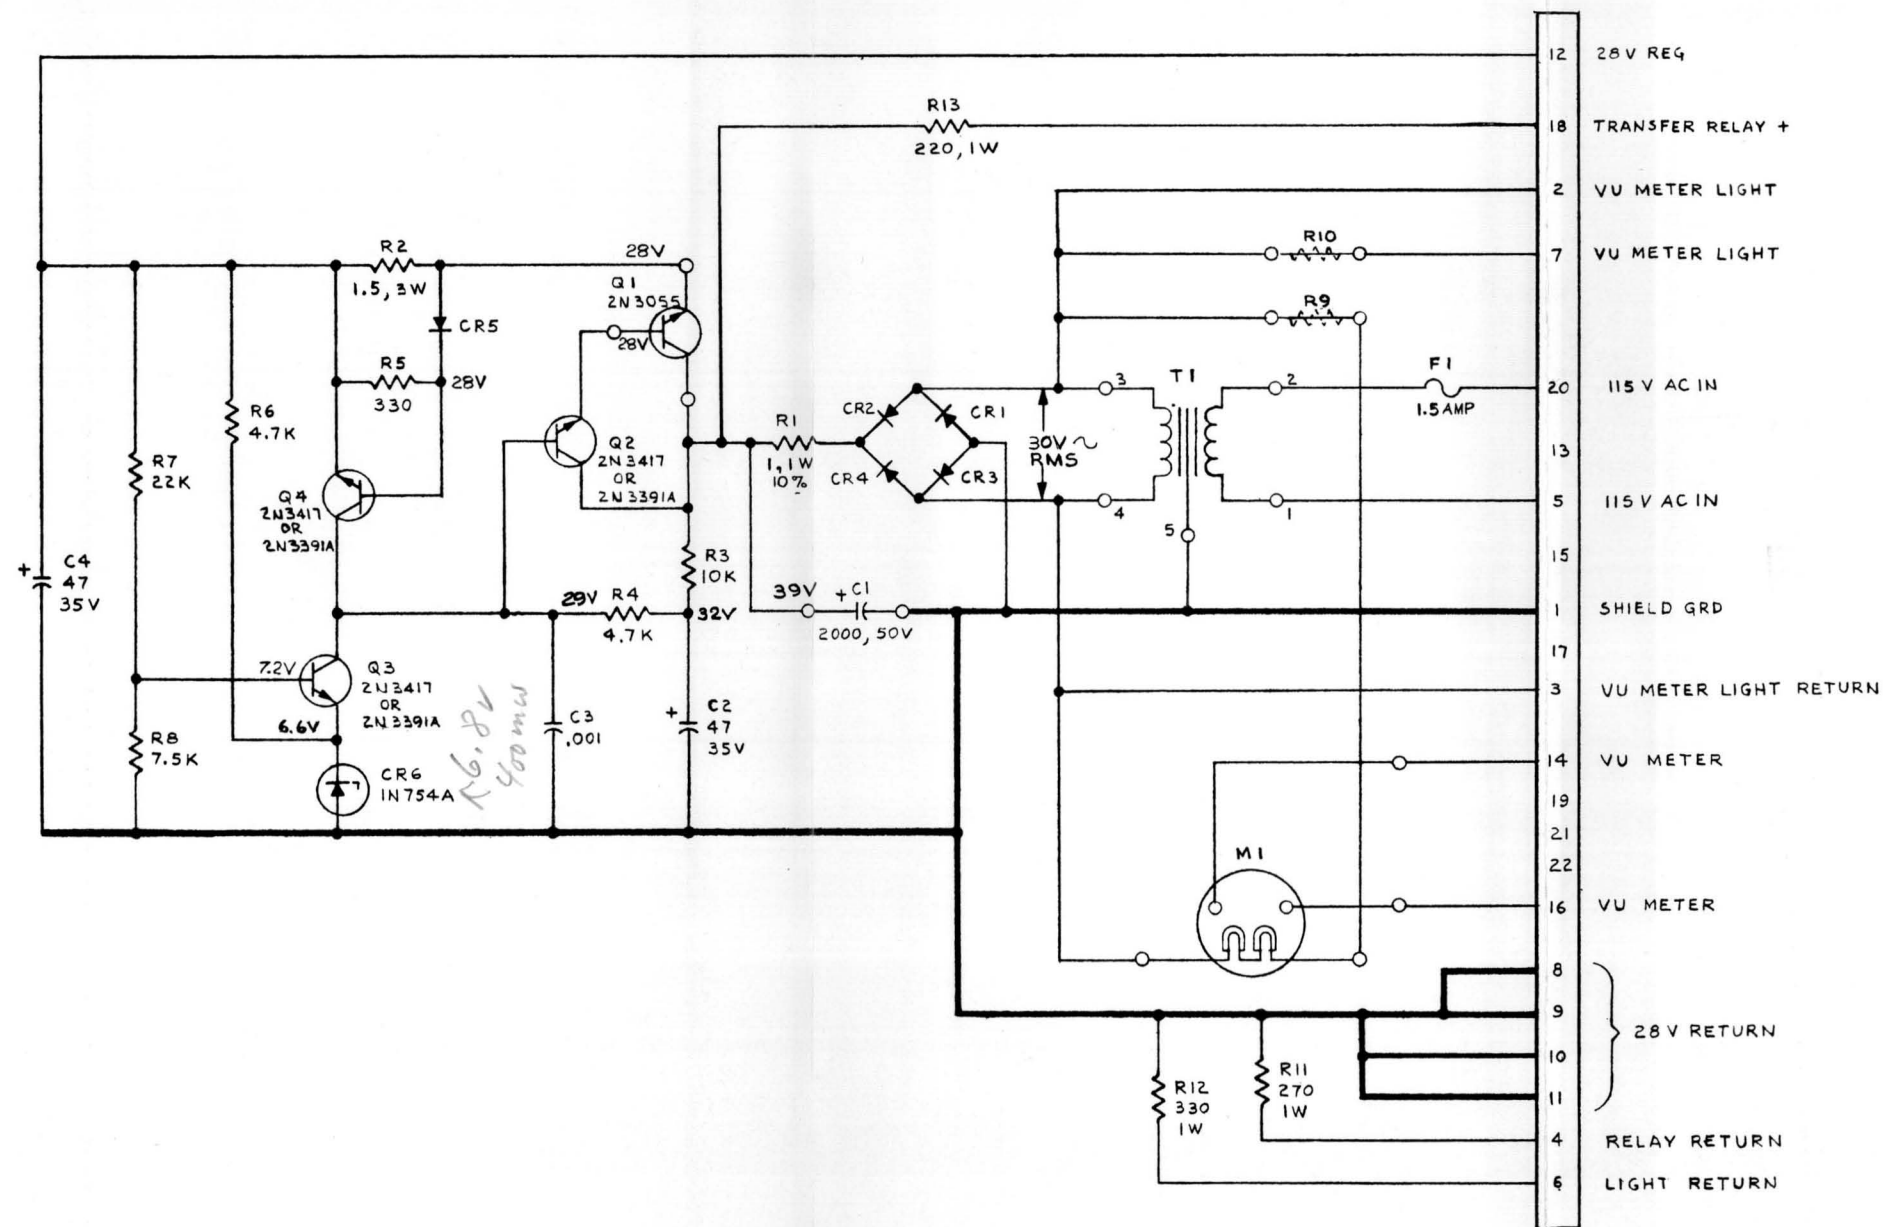 12 28V REG
R13
220, 1W
18 TRANSFER RELAY +
2 VU METER LIGHT
R10
7 VU METER LIGHT
R9
R2
1.5, 3W
28V
Q1
2N3055
28V
CR5
R5
330
28V
R6
4.7K
R7
22K
Q4
2N3417
OR
2N3391A
Q2
2N3417
OR
2N3391A
R1
1, 1W
10%
CR2
CR1
CR4
CR3
30V ~
RMS
3
T1
2
F1
1.5 AMP
20 115 V AC IN
13
4
1
5 115 V AC IN
5
15
C4
+
47
35V
R3
10K
29V
R4
4.7K
32V
39V
+ C1
2000, 50V
1 SHIELD GRD
17
7.2V
Q3
2N3417
OR
2N3391A
6.6V
R8
7.5K
CR6
1N754A
6.8V
400mW
C3
.001
+
C2
47
35V
3 VU METER LIGHT RETURN
14 VU METER
19
21
22
M1
16 VU METER
8
9
10
11
28 V RETURN
R12
330
1W
R11
270
1W
4 RELAY RETURN
6 LIGHT RETURN